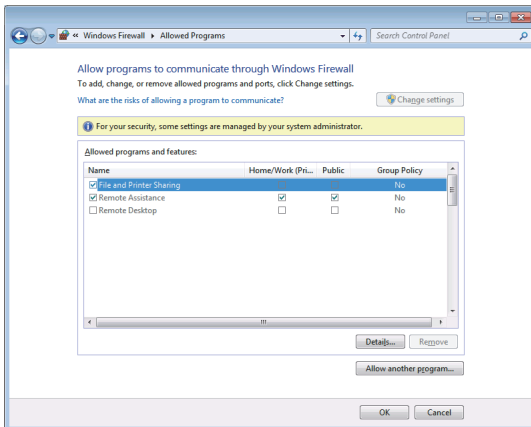 « Windows Firewall ▸ Allowed Programs
Search Control Panel
Allow programs to communicate through Windows Firewall
To add, change, or remove allowed programs and ports, click Change settings.
What are the risks of allowing a program to communicate?
Change settings
For your security, some settings are managed by your system administrator.
Allowed programs and features:
Name Home/Work (Pri... Public Group Policy
File and Printer Sharing No
Remote Assistance No
Remote Desktop No
Details... Remove
Allow another program...
OK Cancel